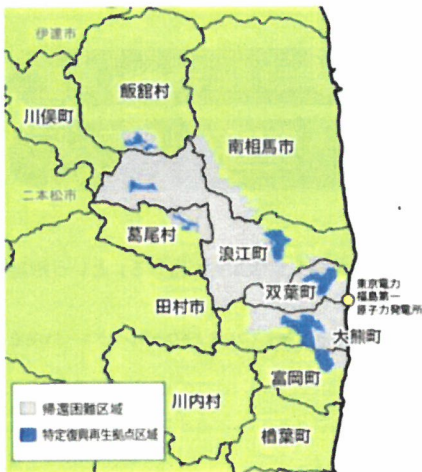 伊達市
飯舘村
川俣町
南相馬市
二本松市
葛尾村
浪江町
双葉町
東京電力
福島第一
原子力発電所
田村市
大熊町
富岡町
川内村
楢葉町
帰還困難区域
特定復興再生拠点区域